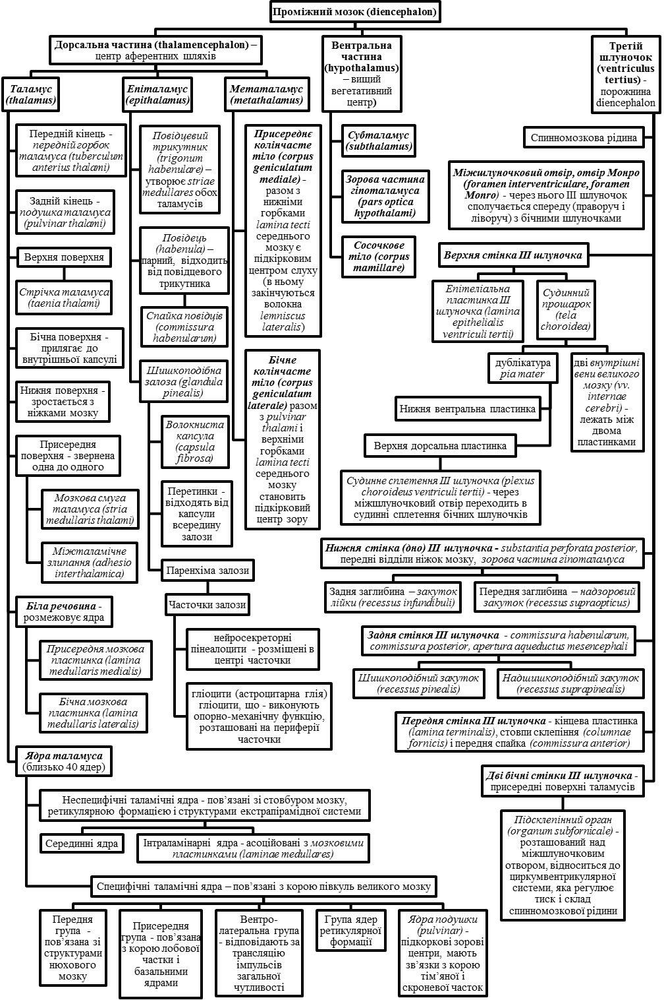 Проміжний мозок (diencephalon)
Дорсальна частина (thalamencephalon) –
центр аферентних шляхів
Вентральна
частина
(hypothalamus)
– вищий
вегетативний
центр)
Третій
шлуночок
(ventriculus
tertius) -
порожнина
diencephalon
Таламус
(thalamus)
Епіталамус
(epithalamus)
Метаталамус
(metathalamus)
Передній кінець -
передній горбок
таламуса (tuberculum
anterius thalami)
Задній кінець -
подушка таламуса
(pulvinar thalami)
Верхня поверхня
Стрічка таламуса
(taenia thalami)
Бічна поверхня -
прилягає до
внутрішньої капсулі
Нижня поверхня -
зростається з
ніжками мозку
Присередня
поверхня - звернена
одна до одного
Мозкова смуга
таламуса (stria
medullaris thalami)
Міжталамічне
злипання (adhesio
interthalamica)
Біла речовина -
розмежовує ядра
Присередня мозкова
пластинка (lamina
medullaris medialis)
Бічна мозкова
пластинка (lamina
medullaris lateralis)
Ядра таламуса
(близько 40 ядер)
Неспецифічні таламічні ядра - пов’язані зі стовбуром мозку,
ретикулярною формацією і структурами екстрапірамідної системи
Серединні ядра
Інтраламінарні ядра - асоційовані з мозковими
пластинками (laminae medullares)
Специфічні таламічні ядра – пов’язані з корою півкуль великого мозку
Передня
група -
пов’язана зі
структурами
нюхового
мозку
Присередня
група - пов’язана
з корою лобової
частки і
базальними
ядрами
Вентро-
латеральна група
- відповідають за
трансляцію
імпульсів
загальної
чутливості
Група ядер
ретикулярної
формації
Ядра подушки
(pulvinar) -
підкоркові зорові
центри, мають
зв’язки з корою
тім’яної і
скроневої часток
Повідцевий
трикутник
(trigonum
habenulare) –
утворює striae
medullares обох
таламусів
Повідець
(habenula) –
парний, відходить
від повідцевого
трикутника
Спайка повідців
(commissura
habenularum)
Шишкоподібна
залоза (glandula
pinealis)
Волокниста
капсула
(capsula
fibrosa)
Перетинки -
відходять від
капсули
всередину
залози
Паренхіма залози
Часточки залози
нейросекреторні
пінеалоцити - розміщені в
центрі часточки
гліоцити (астроцитарна глія)
гліоцити, що - виконують
опорно-механічну функцію,
розташовані на периферії
часточки
Присереднє
колінчасте
тіло (corpus
geniculatum
mediale) -
разом з
нижніми
горбками
lamina tecti
середнього
мозку є
підкірковим
центром слуху
(в ньому
закінчуються
волокна
lemniscus
lateralis)
Бічне
колінчасте
тіло (corpus
geniculatum
laterale) разом
з pulvinar
thalami і
верхніми
горбками
lamina tecti
середнього
мозку
становить
підкірковий
центр зору
Субталамус
(subthalamus)
Зорова частина
гіпоталамуса
(pars optica
hypothalami)
Сосочкове
тіло (corpus
mamillare)
Спинномозкова рідина
Міжшлуночковий отвір, отвір Монро
(foramen interventriculare, foramen
Monro) - через нього III шлуночок
сполучається спереду (праворуч і
ліворуч) з бічними шлуночками
Верхня стінка III шлуночка
Епітеліальна
пластинка III
шлуночка (lamina
epithelialis
ventriculi tertii)
Судинний
прошарок
(tela
choroidea)
дублікатура
pia mater
дві внутрішні
вени великого
мозку (vv.
internae
cerebri) -
лежать між
двома
пластинками
Нижня вентральна пластинка
Верхня дорсальна пластинка
Судинне сплетення III шлуночка (plexus
choroideus ventriculi tertii) - через
міжшлуночковий отвір переходить в
судинні сплетення бічних шлуночків
Нижня стінка (дно) III шлуночка - substantia perforata posterior,
передні відділи ніжок мозку, зорова частина гіпоталамуса
Задня заглибина – закуток
лійки (recessus infundibuli)
Передня заглибина – надзоровий
закуток (recessus supraopticus)
Задня стінка III шлуночка - commissura habenularum,
commissura posterior, apertura aqueductus mesencephali
Шишкоподібний закуток
(recessus pinealis)
Надшишкоподібний закуток
(recessus suprapinealis)
Передня стінка III шлуночка - кінцева пластинка
(lamina terminalis), стовпи склепіння (columnae
fornicis) і передня спайка (commissura anterior)
Дві бічні стінки III шлуночка -
присередні поверхні таламусів
Підсклепінний орган
(organum subfornicale) -
розташований над
міжшлуночковим
отвором, відноситься до
циркумвентрикулярної
системи, яка регулює
тиск і склад
спинномозкової рідини